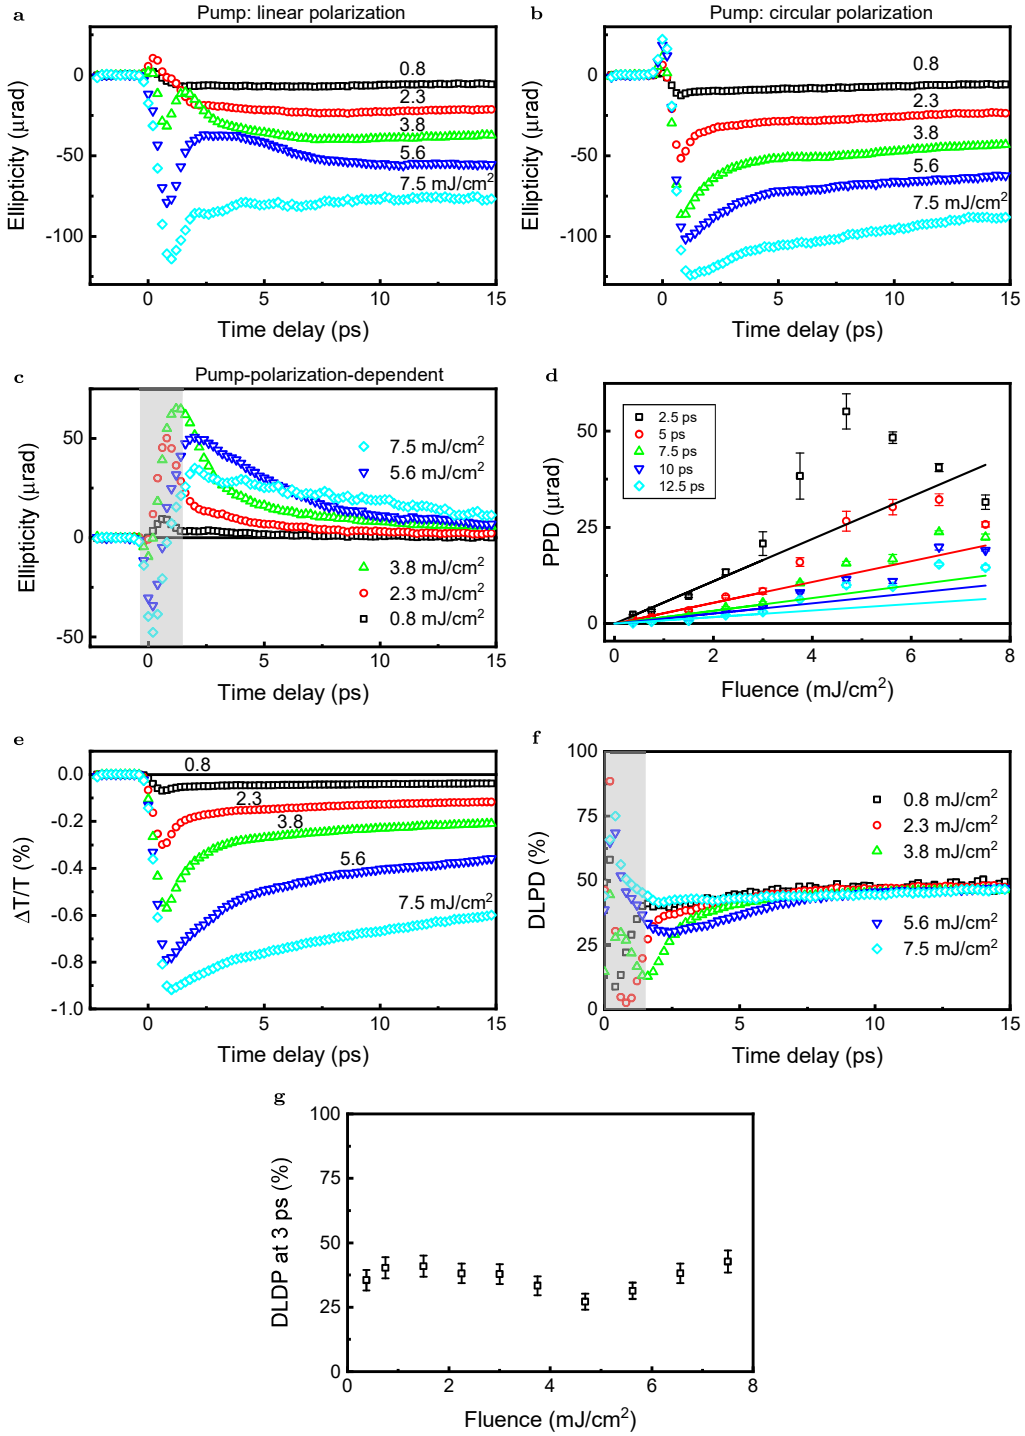 a
Pump: linear polarization
Ellipticity (µrad)
0
-50
-100
0.8
2.3
3.8
5.6
7.5 mJ/cm²
0
5
10
15
Time delay (ps)
b
Pump: circular polarization
Ellipticity (µrad)
0
-50
-100
0.8
2.3
3.8
5.6
7.5 mJ/cm²
0
5
10
15
Time delay (ps)
c
Pump-polarization-dependent
Ellipticity (µrad)
50
0
-50
7.5 mJ/cm²
5.6 mJ/cm²
3.8 mJ/cm²
2.3 mJ/cm²
0.8 mJ/cm²
0
5
10
15
Time delay (ps)
d
PPD (µrad)
50
25
0
2.5 ps
5 ps
7.5 ps
10 ps
12.5 ps
0
2
4
6
8
Fluence (mJ/cm²)
e
ΔT/T (%)
0.0
-0.2
-0.4
-0.6
-0.8
-1.0
0.8
2.3
3.8
5.6
7.5 mJ/cm²
0
5
10
15
Time delay (ps)
f
DLPD (%)
100
75
50
25
0
0.8 mJ/cm²
2.3 mJ/cm²
3.8 mJ/cm²
5.6 mJ/cm²
7.5 mJ/cm²
0
5
10
15
Time delay (ps)
g
DLDP at 3 ps (%)
100
75
50
25
0
0
2
4
6
8
Fluence (mJ/cm²)